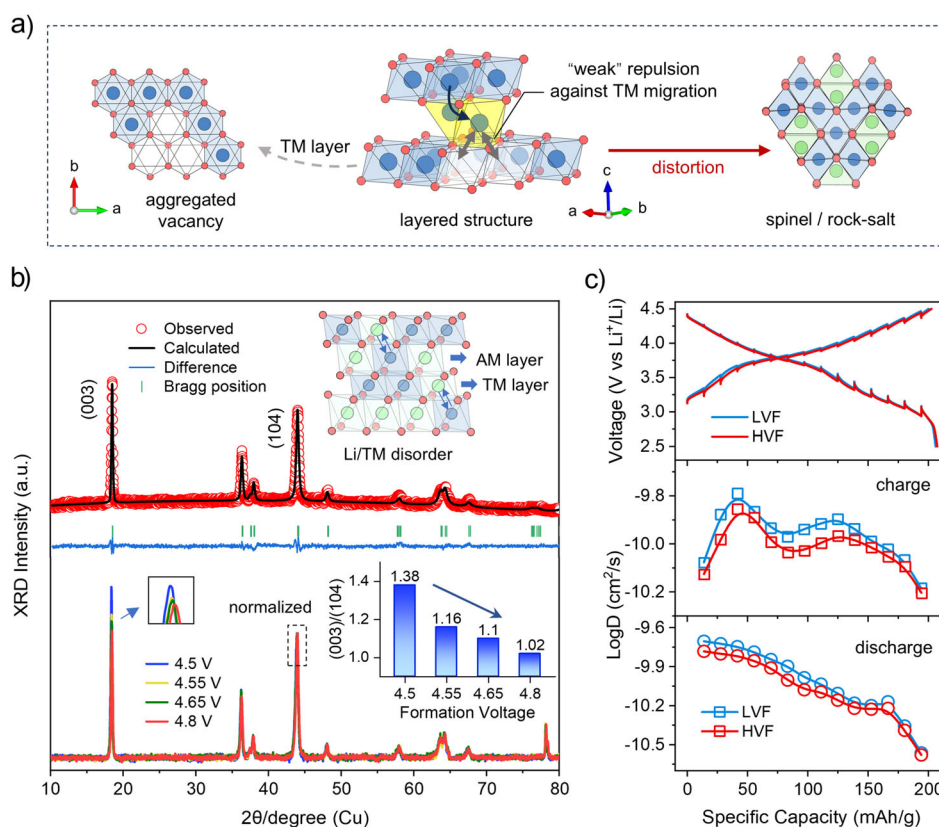 a)
"weak" repulsion
against TM migration
TM layer
distortion
b
a
aggregated
vacancy
layered structure
c
a
b
spinel / rock-salt
b)
Observed
Calculated
Difference
Bragg position
(003)
(104)
AM layer
TM layer
Li/TM disorder
XRD Intensity (a.u.)
normalized
4.5 V
4.55 V
4.65 V
4.8 V
(003)/(104)
1.4
1.2
1.0
1.38
1.16
1.1
1.02
4.5
4.55
4.65
4.8
Formation Voltage
10
20
30
40
50
60
70
80
2θ/degree (Cu)
c)
Voltage (V vs Li⁺/Li)
4.5
4.0
3.5
3.0
2.5
LVF
HVF
charge
-9.8
-10.0
-10.2
LogD (cm²/s)
discharge
-9.6
-9.9
-10.2
-10.5
LVF
HVF
0
50
100
150
200
Specific Capacity (mAh/g)